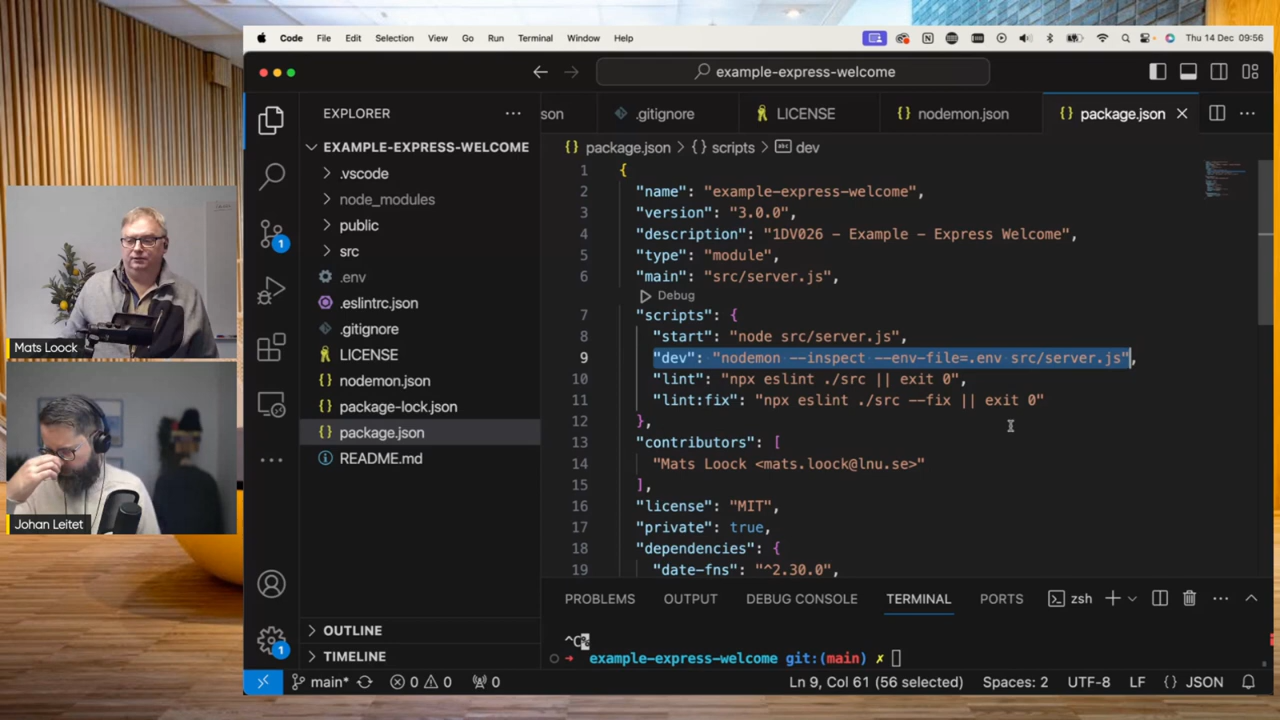 Code File Edit Selection View Go Run Terminal Window Help Thu 14 Dec 09:56
example-express-welcome
EXPLORER
EXAMPLE-EXPRESS-WELCOME
.vscode
node_modules
public
src
.env
.eslintrc.json
.gitignore
LICENSE
nodemon.json
package-lock.json
package.json
README.md
OUTLINE
TIMELINE
1
1
son .gitignore LICENSE nodemon.json package.json
package.json > {} scripts > dev
1 {
2 "name": "example-express-welcome",
3 "version": "3.0.0",
4 "description": "1DV026 - Example - Express Welcome",
5 "type": "module",
6 "main": "src/server.js",
Debug
7 "scripts": {
8 "start": "node src/server.js",
9 "dev": "nodemon --inspect --env-file=.env src/server.js",
10 "lint": "npx eslint ./src || exit 0",
11 "lint:fix": "npx eslint ./src --fix || exit 0"
12 },
13 "contributors": [
14 "Mats Loock <mats.loock@lnu.se>"
15 ],
16 "license": "MIT",
17 "private": true,
18 "dependencies": {
19 "date-fns": "^2.30.0",
PROBLEMS OUTPUT DEBUG CONSOLE TERMINAL PORTS zsh
^C%
example-express-welcome git:(main) ✗
main* 0 0 0 Ln 9, Col 61 (56 selected) Spaces: 2 UTF-8 LF {} JSON
Mats Loock
Johan Leitet